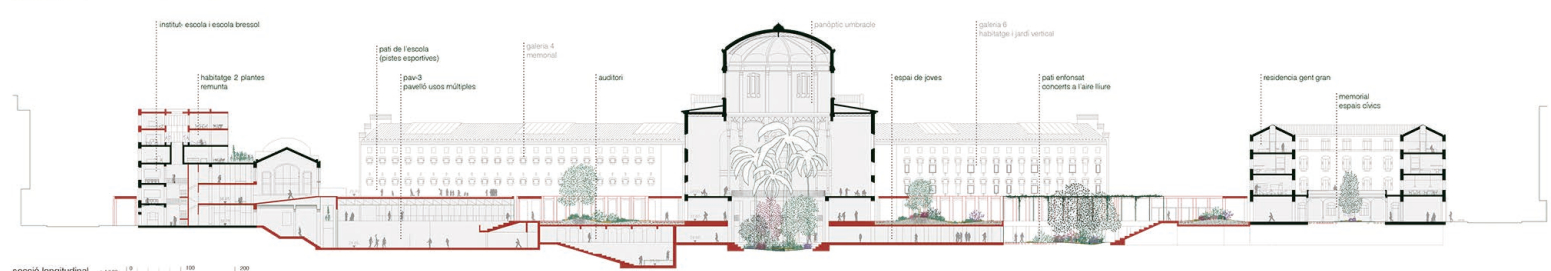 institut- escola i escola bressol
habitatge 2 plantes
remunta
pati de l'escola
(pistes esportives)
pav-3
pavelló usos múltiples
galeria 4
memorial
auditori
panòptic umbracle
espai de joves
galeria 6
habitatge i jardí vertical
pati enfonsat
concerts a l'aire lliure
residencia gent gran
memorial
espais cívics
secció longitudinal
0 100 200